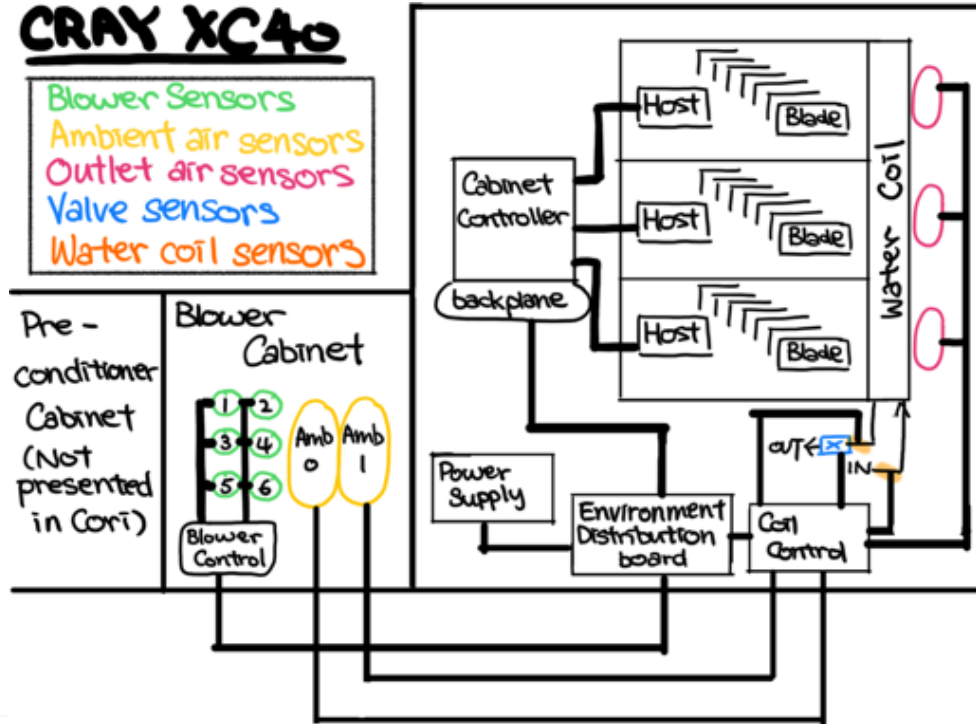 CRAY XC40
Blower Sensors
Ambient air sensors
Outlet air sensors
Valve sensors
Water coil sensors
Pre -
conditioner
Cabinet
(Not
presented
in Cori)
Blower
Cabinet
1 2
3 4
5 6
Amb
0
Amb
1
Blower
Control
Cabinet
Controller
backplane
Host
Blade
Host
Blade
Host
Blade
Water Coil
OUT
X
IN
Power
Supply
Environment
Distribution
board
Coil
Control